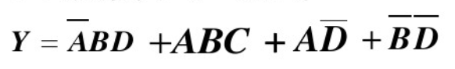 Y = A̅BD +ABC + AD̅ + B̅D̅